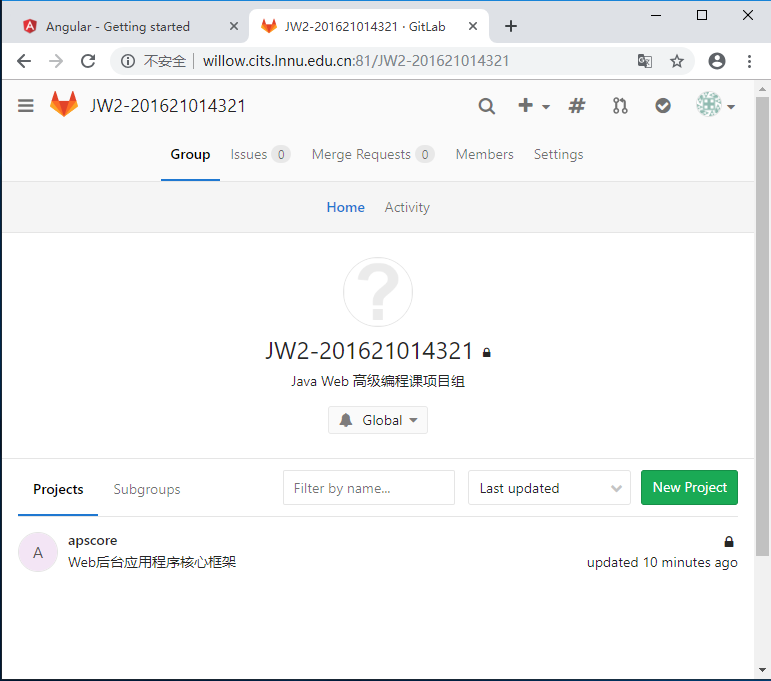 Angular - Getting started
JW2-201621014321 · GitLab
不安全 willow.cits.lnnu.edu.cn:81/JW2-201621014321
JW2-201621014321
Group Issues 0 Merge Requests 0 Members Settings
Home Activity
JW2-201621014321
Java Web 高级编程课项目组
Global
Projects Subgroups Filter by name... Last updated New Project
A apscore
Web后台应用程序核心框架 updated 10 minutes ago